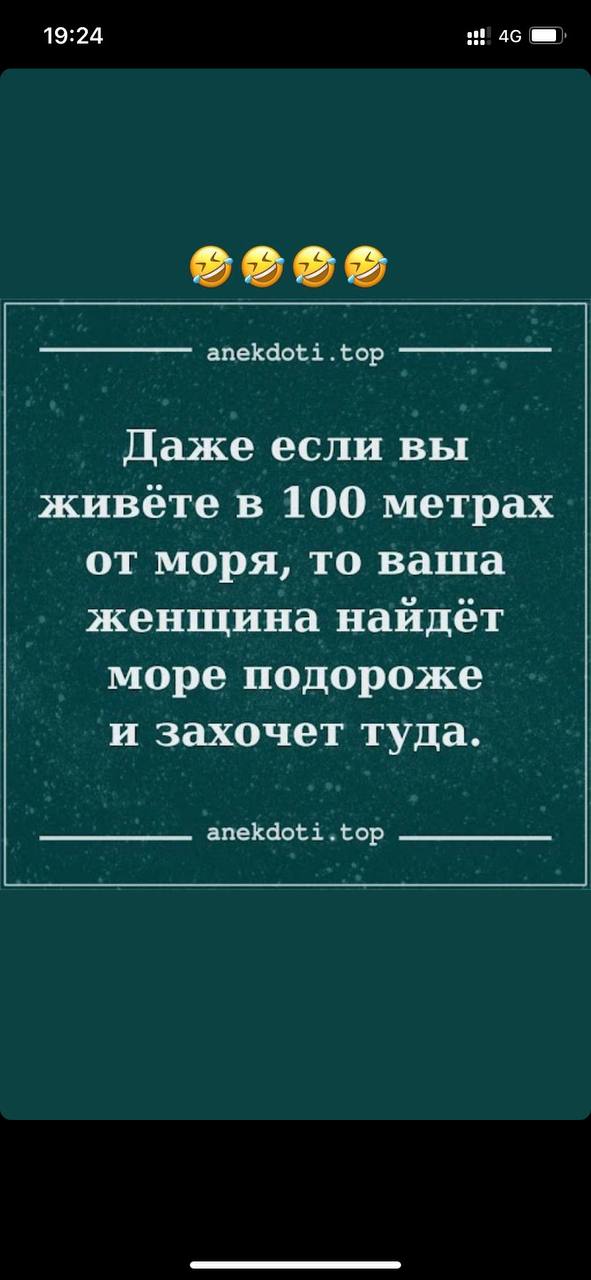 19:24
4G
🤣🤣🤣🤣
anekdoti.top
Даже если вы
живёте в 100 метрах
от моря, то ваша
женщина найдёт
море подороже
и захочет туда.
anekdoti.top